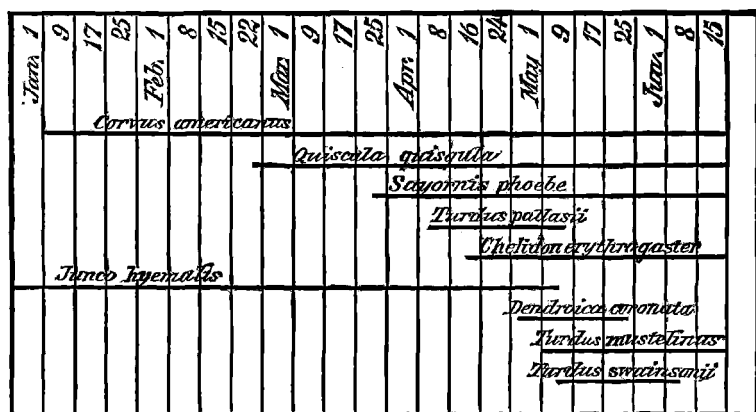 Jan. 1 9 17 25 Feb. 1 8 15 22 Mar. 1 9 17 25 Apr. 1 8 16 24 May 1 9 17 25 Jun. 1 8 15
Corvus americanus
Quiscala quisqula
Sayornis phoebe
Turdus pallasii
Chelidon erythrogaster
Junco hyemalis
Dendroica coronata
Turdus mustelinus
Turdus swainsonii